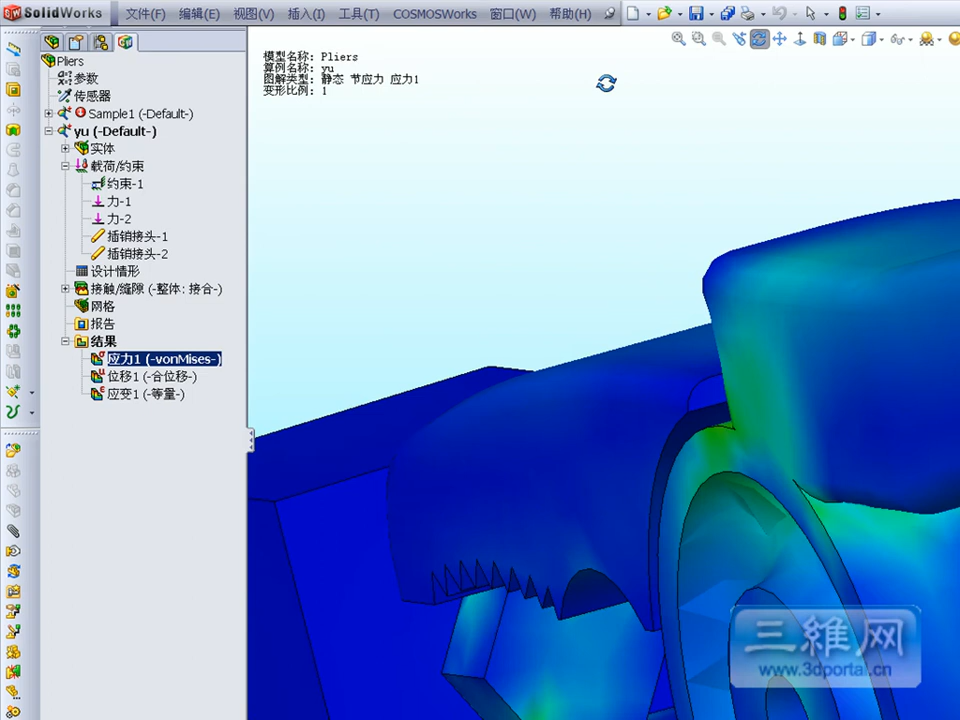 SolidWorks 文件(F) 编辑(E) 视图(V) 插入(I) 工具(T) COSMOSWorks 窗口(W) 帮助(H)
Pliers
参数
传感器
Sample1 (-Default-)
yu (-Default-)
实体
载荷/约束
约束-1
力-1
力-2
插销接头-1
插销接头-2
设计情形
接触/缝隙 (-整体: 接合-)
网格
报告
结果
应力1 (-vonMises-)
位移1 (-合位移-)
应变1 (-等量-)
模型名称: Pliers
算例名称: yu
图解类型: 静态 节应力 应力1
变形比例: 1
三維网
www.3dportal.cn